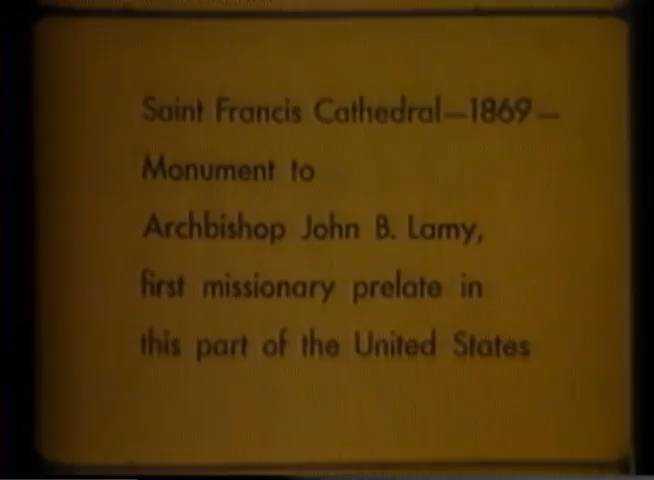 Saint Francis Cathedral—1869—
Monument to
Archbishop John B. Lamy,
first missionary prelate in
this part of the United States